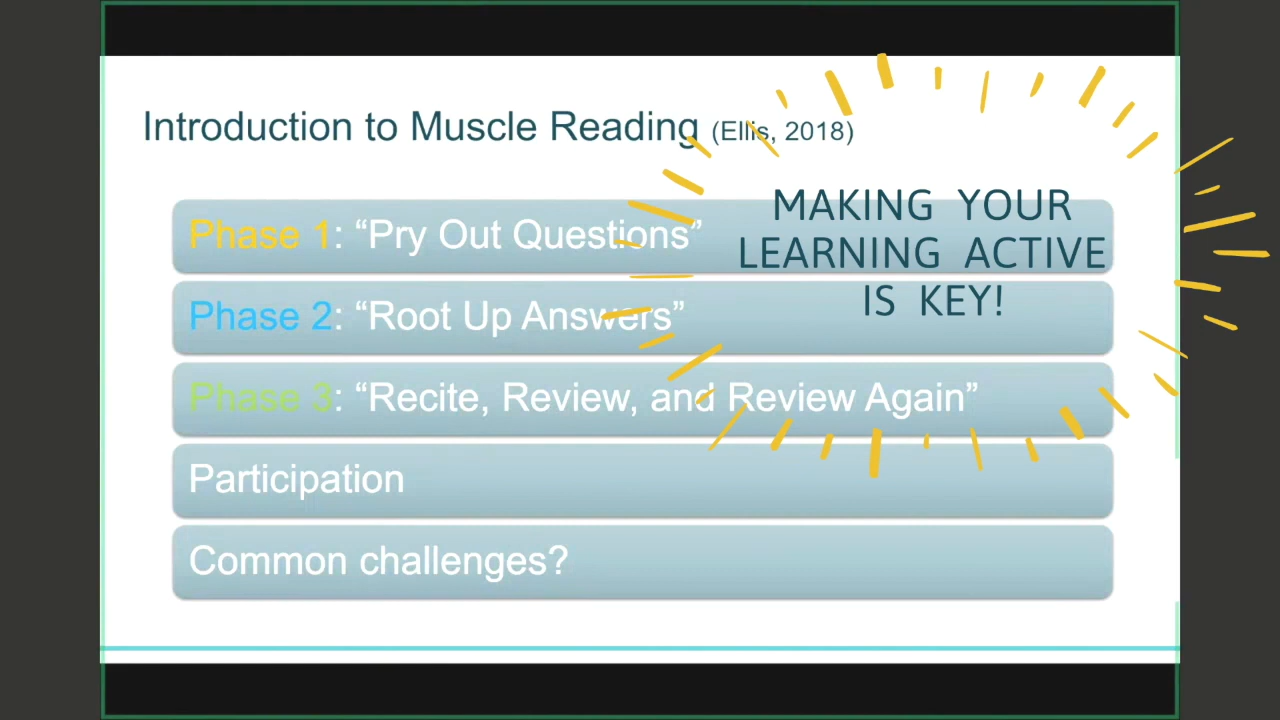 Introduction to Muscle Reading (Ellis, 2018)
MAKING YOUR
LEARNING ACTIVE
IS KEY!
Phase 1: “Pry Out Questions”
Phase 2: “Root Up Answers”
Phase 3: “Recite, Review, and Review Again”
Participation
Common challenges?